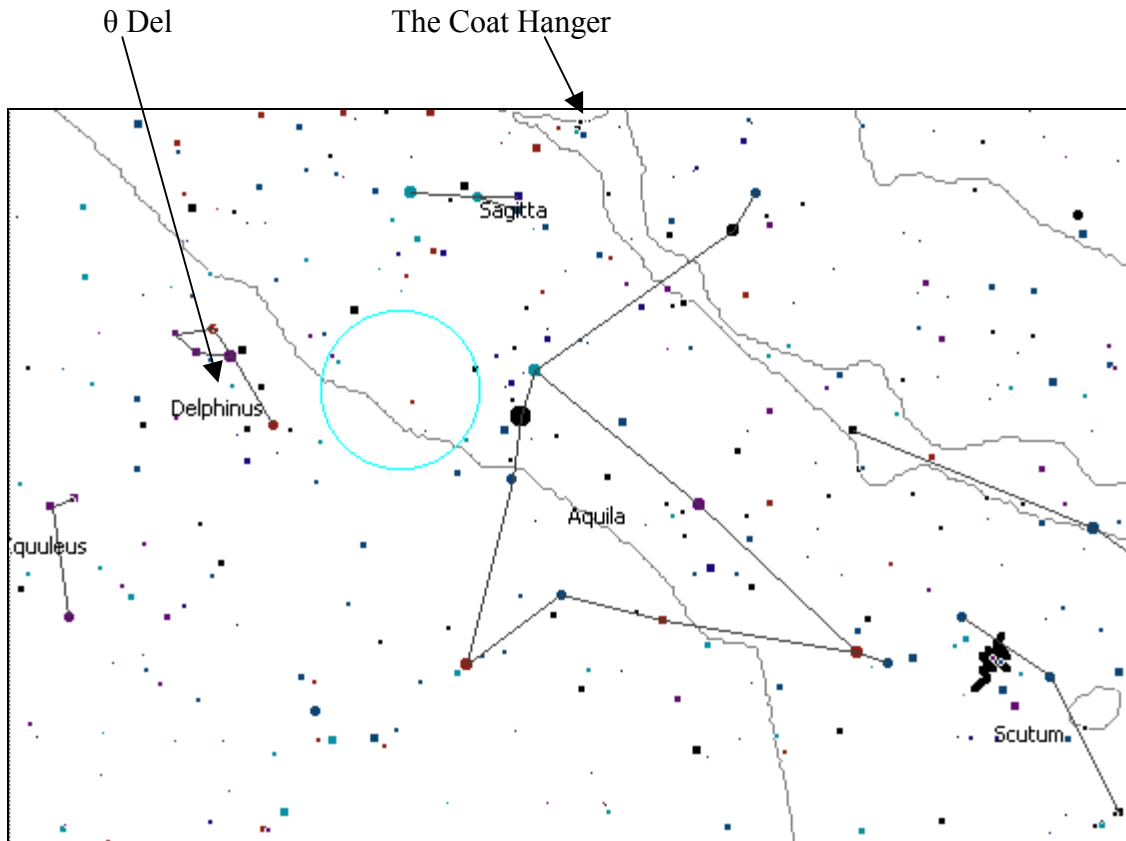 θ Del
The Coat Hanger
Sagitta
Delphinus
Aquila
quuleus
Scutum